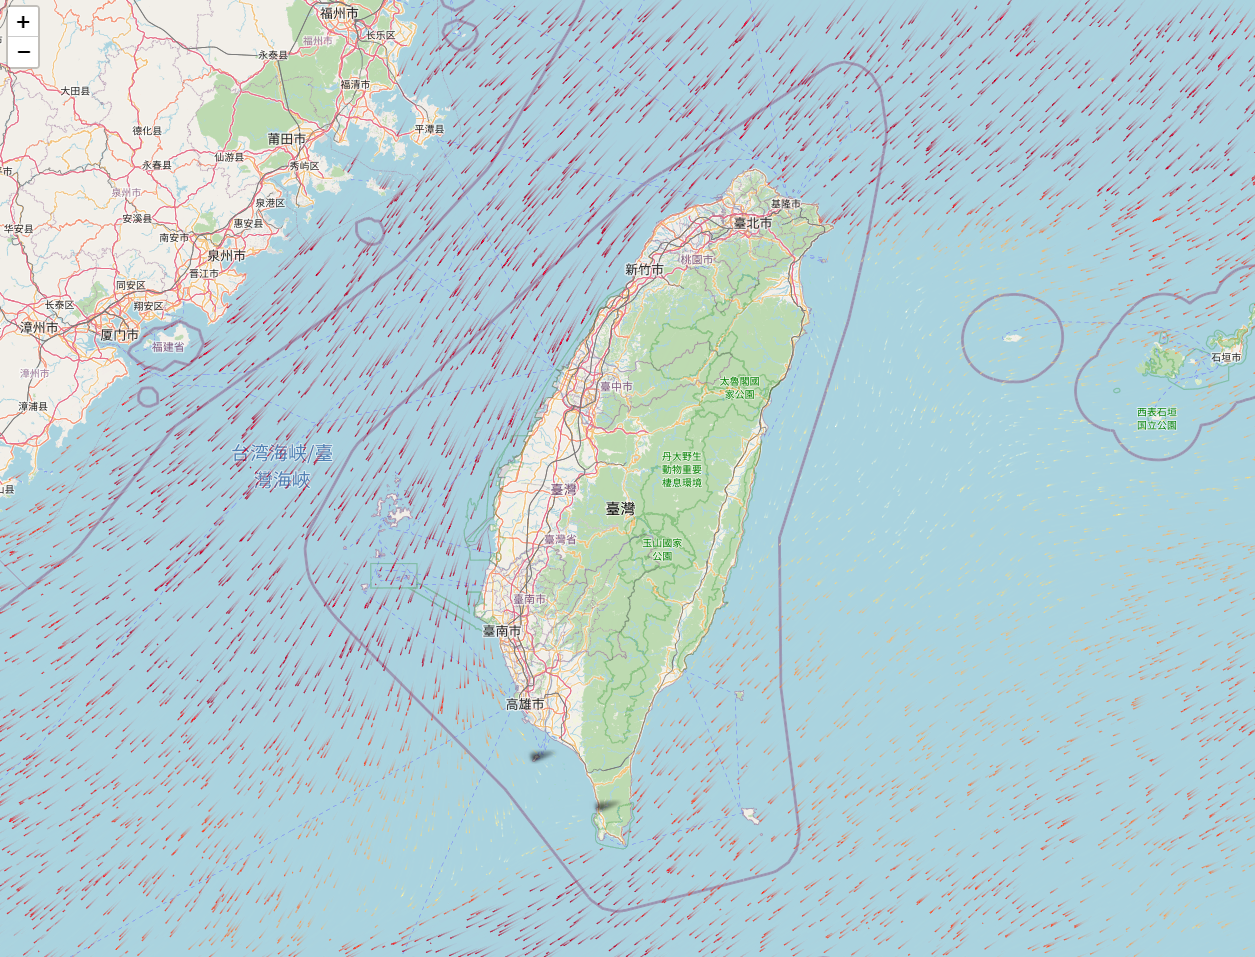 +
−
福州市
长乐区
福州市
永泰县
福清市
大田县
平潭县
德化县
莆田市
仙游县
秀屿区
永春县
泉州市
泉港区
基隆市
安溪县
惠安县
臺北市
华安县
南安市
泉州市
桃園市
新竹市
晋江市
同安区
长泰区
翔安区
漳州市
厦门市
福建省
石垣市
漳州市
太魯閣國
家公園
臺中市
漳浦县
西表石垣
国立公園
台湾海峡/臺
灣海峽
丹大野生
動物重要
棲息環境
臺灣
臺灣
臺灣省
玉山國家
公園
臺南市
臺南市
高雄市